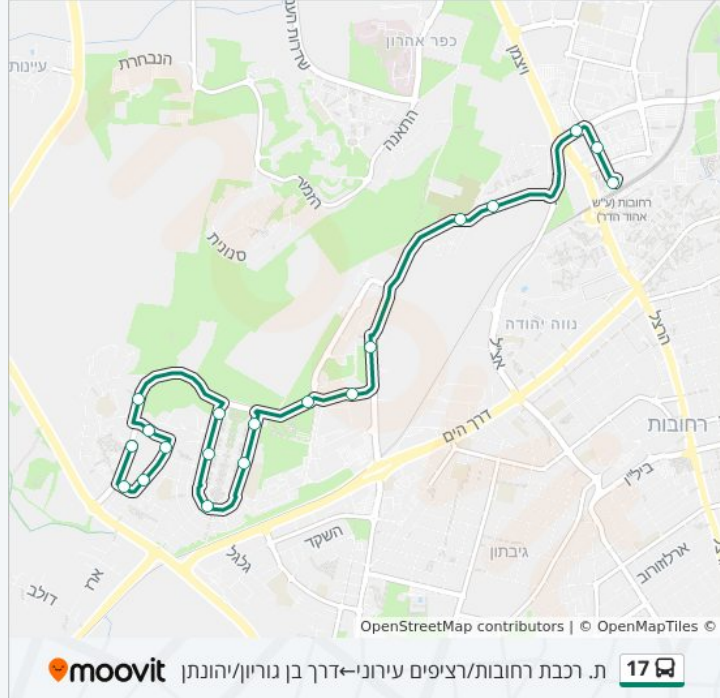 כפר אהרון
שדרות העצ
ויצמן
הנבחרת
עיינות
התאנה
הזמיר
רחובות (ע"ש
אהוד הדר)
סנונית
נווה יהודה
אצ"ל
הרצל
דרך הים
רחובות
ביל"ו
גיבתון
השקד
ארלוזורוב
גלגל
ארז
דולב
OpenStreetMap contributors | © OpenMapTiles ©
17 ת. רכבת רחובות/רציפים עירוני←דרך בן גוריון/יהונתן moovit